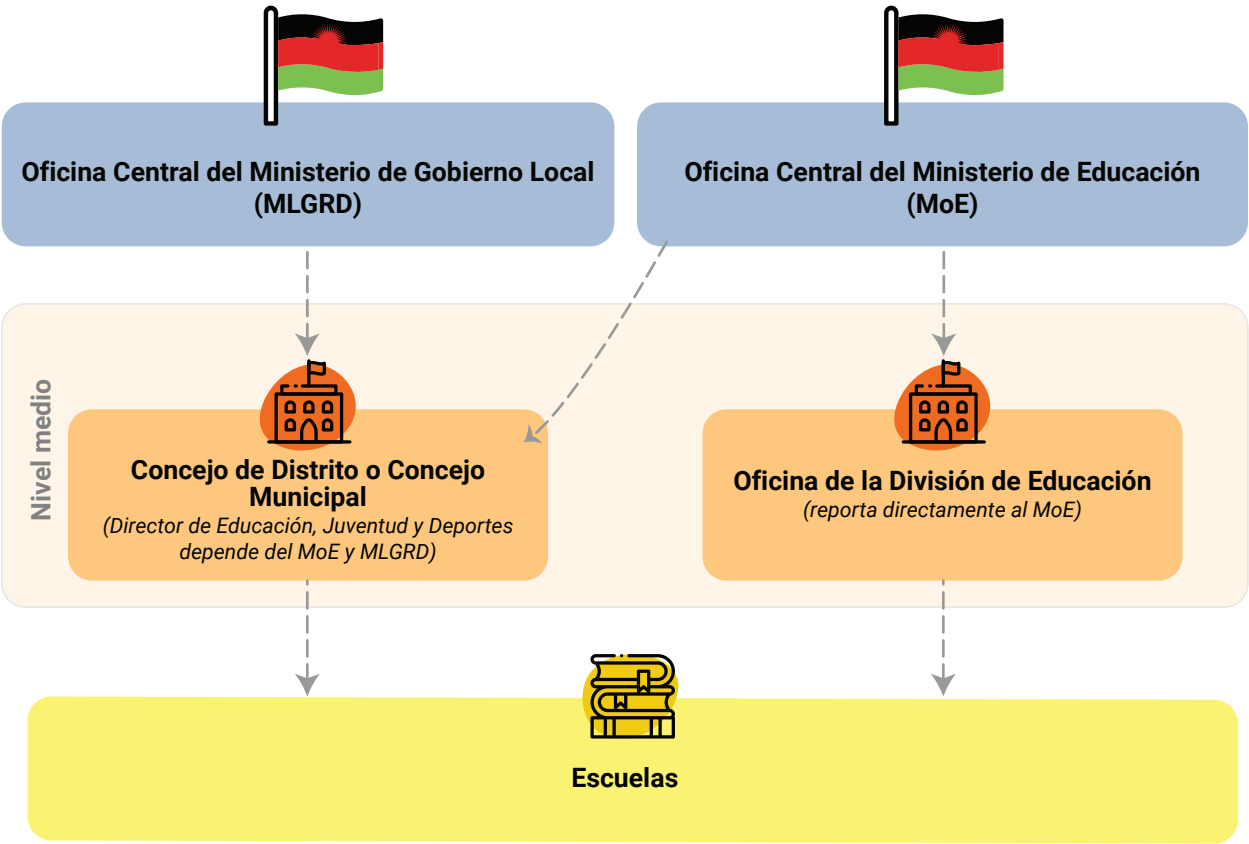 Oficina Central del Ministerio de Gobierno Local
(MLGRD)
Oficina Central del Ministerio de Educación
(MoE)
Nivel medio
Concejo de Distrito o Concejo
Municipal
(Director de Educación, Juventud y Deportes
depende del MoE y MLGRD)
Oficina de la División de Educación
(reporta directamente al MoE)
Escuelas